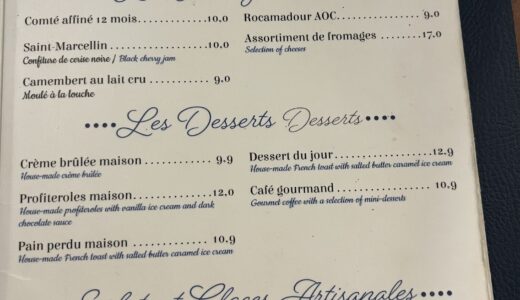 Comté affiné 12 mois..............10,0
Rocamadour AOC.............. 9,0
Saint-Marcellin ..................10,0
Confiture de cerise noire / Black cherry jam
Assortiment de fromages ........17,0
Selection of cheeses
Camembert au lait cru ............ 9,0
Moulé à la louche
Les Desserts Desserts
Crème brûlée maison ............ 9,9
House-made crème brûlée
Dessert du jour.................12,9
House-made French toast with salted butter caramel ice cream
Profiteroles maison ..............12,0
House-made profiteroles with vanilla ice cream and dark
chocolate sauce
Café gourmand ................. 10,9
Gourmet coffee with a selection of mini-desserts
Pain perdu maison .............. 10,9
House-made French toast with salted butter caramel ice cream
et Glaces Artisanales